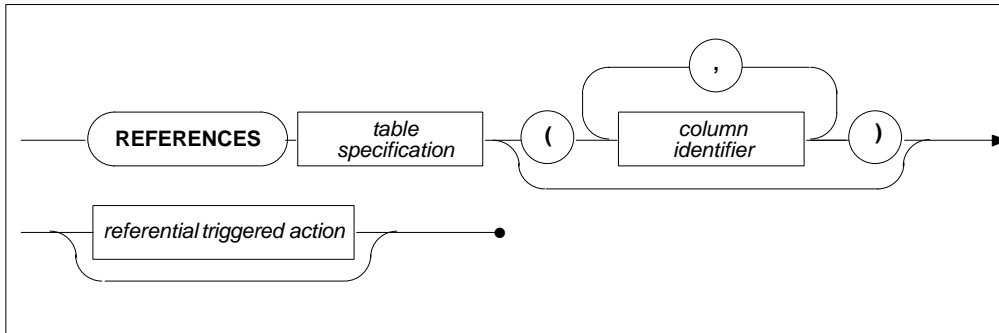 ,
REFERENCES
table
specification
(
column
identifier
)
referential triggered action